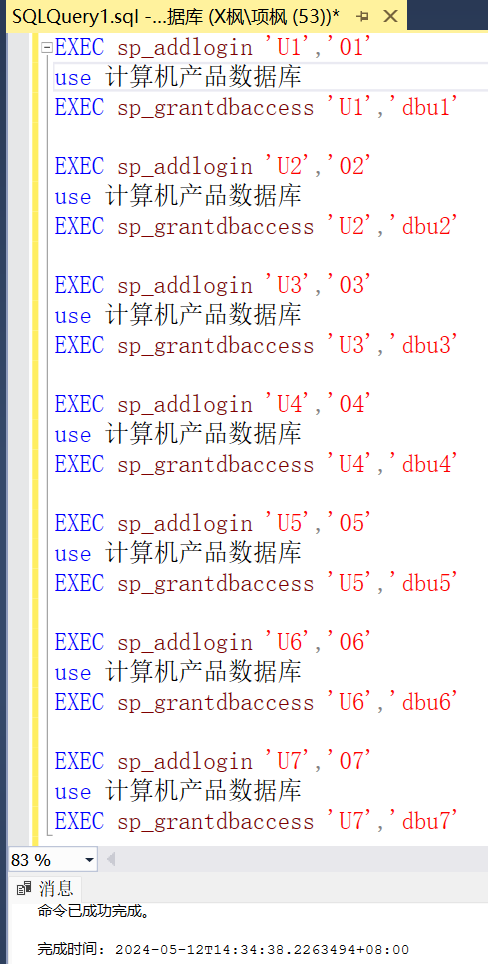 SQLQuery1.sql -...据库 (X枫\项枫 (53))*
EXEC sp_addlogin 'U1','01'
use 计算机产品数据库
EXEC sp_grantdbaccess 'U1','dbu1'
EXEC sp_addlogin 'U2','02'
use 计算机产品数据库
EXEC sp_grantdbaccess 'U2','dbu2'
EXEC sp_addlogin 'U3','03'
use 计算机产品数据库
EXEC sp_grantdbaccess 'U3','dbu3'
EXEC sp_addlogin 'U4','04'
use 计算机产品数据库
EXEC sp_grantdbaccess 'U4','dbu4'
EXEC sp_addlogin 'U5','05'
use 计算机产品数据库
EXEC sp_grantdbaccess 'U5','dbu5'
EXEC sp_addlogin 'U6','06'
use 计算机产品数据库
EXEC sp_grantdbaccess 'U6','dbu6'
EXEC sp_addlogin 'U7','07'
use 计算机产品数据库
EXEC sp_grantdbaccess 'U7','dbu7'
83 %
消息
命令已成功完成。
完成时间: 2024-05-12T14:34:38.2263494+08:00